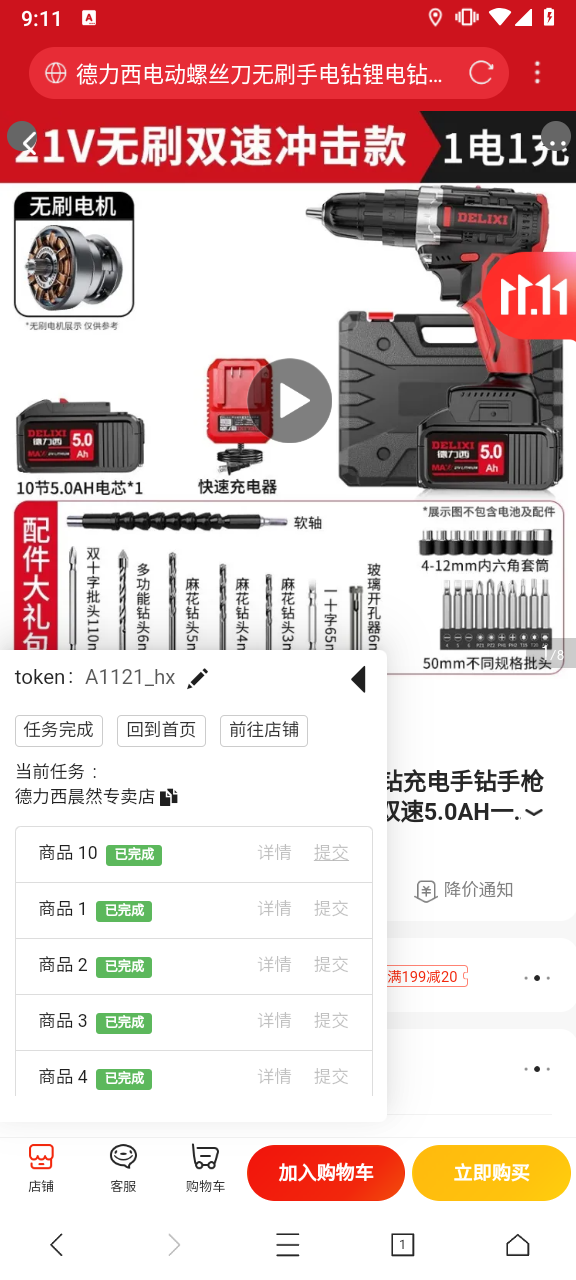 9:11
德力西电动螺丝刀无刷手电钻锂电钻...
21V无刷双速冲击款
1电1充
无刷电机
*无刷电机展示 仅供参考
DELIXI
11.11
DELIXI
德力西
5.0
Ah
10节5.0AH电芯*1
快速充电器
DELIXI
德力西
5.0
Ah
*展示图不包含电池及配件
配件大礼包
软轴
双十字批头110m
多功能钻头6m
麻花钻头5m
麻花钻头4m
麻花钻头3
一十字65m
玻璃开孔器6m
4-12mm内六角套筒
50mm不同规格批头
1/8
token: A1121_hx
任务完成
回到首页
前往店铺
当前任务 :
德力西晨然专卖店
钻充电手钻手枪
双速5.0AH一...
商品 10 已完成 详情 提交
降价通知
商品 1 已完成 详情 提交
商品 2 已完成 详情 提交
满199减20
商品 3 已完成 详情 提交
商品 4 已完成 详情 提交
店铺
客服
购物车
加入购物车
立即购买
1